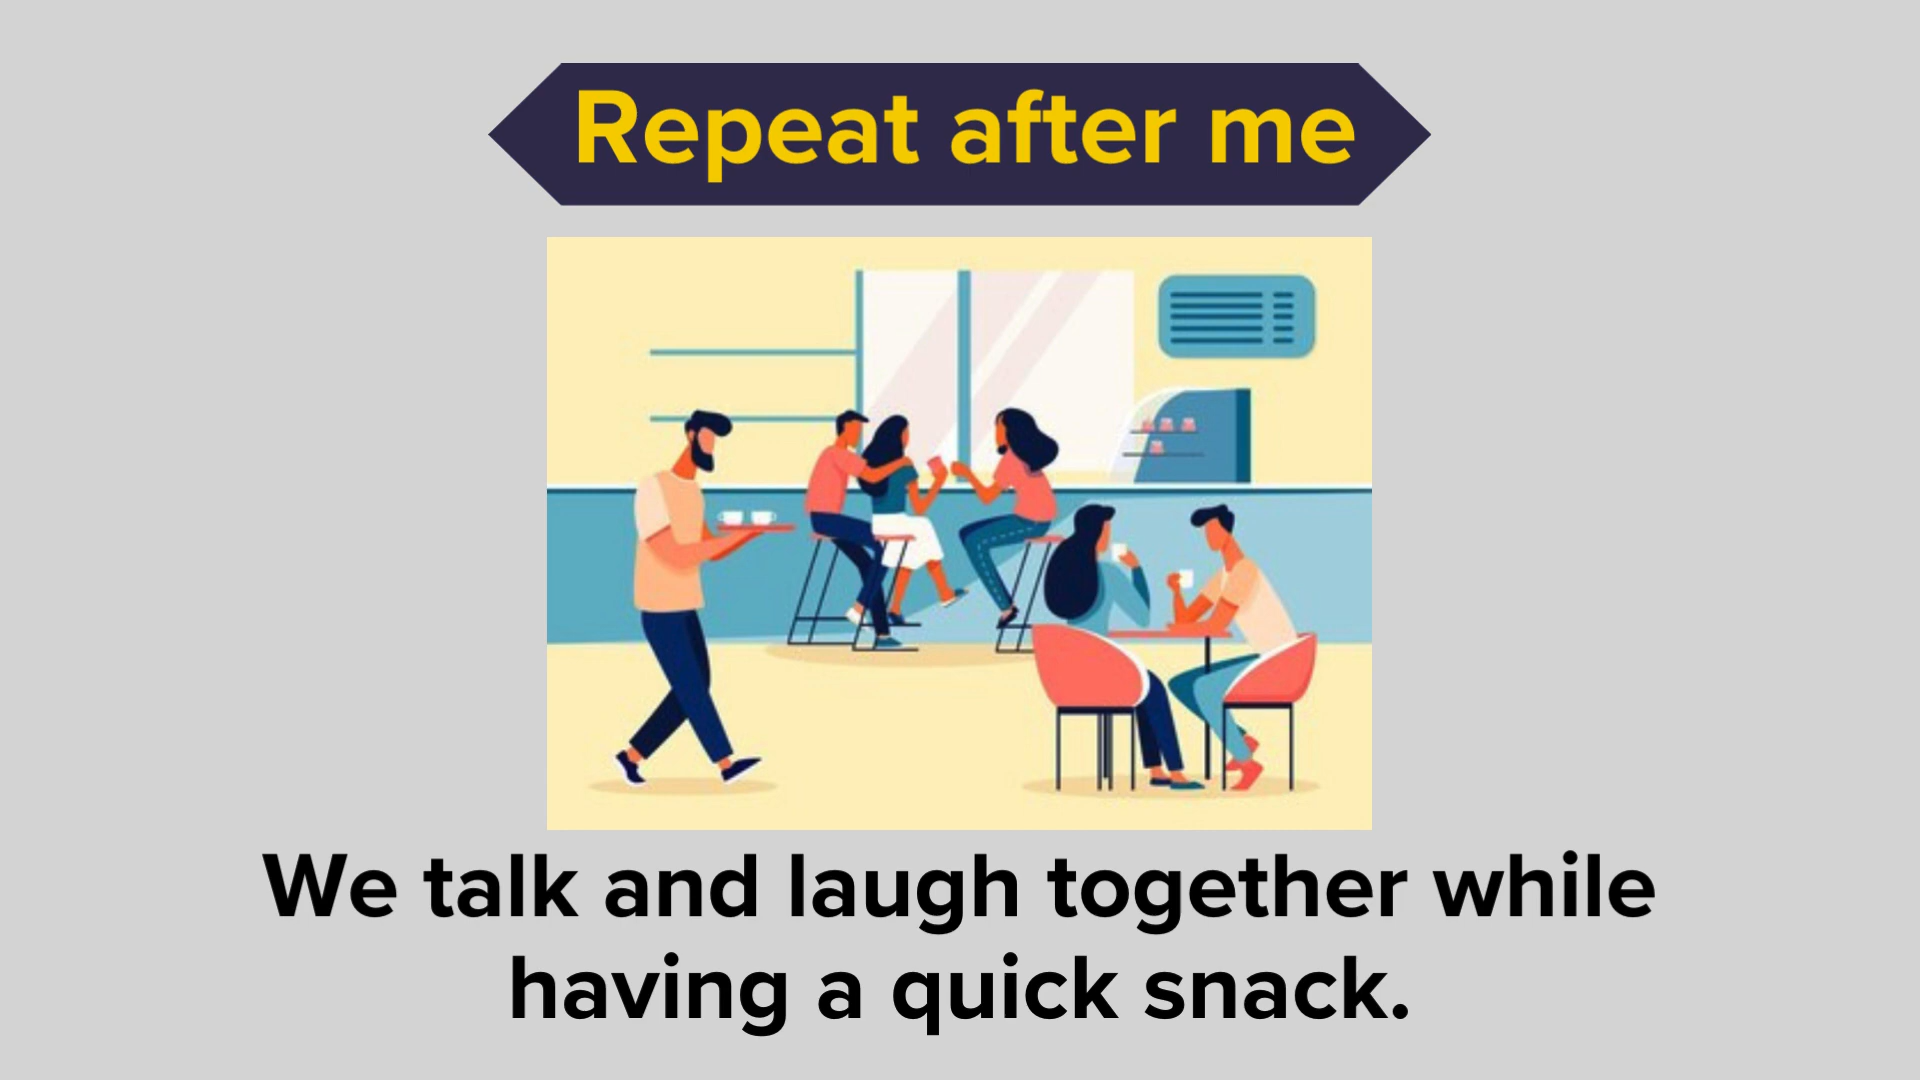 Repeat after me
We talk and laugh together while
having a quick snack.